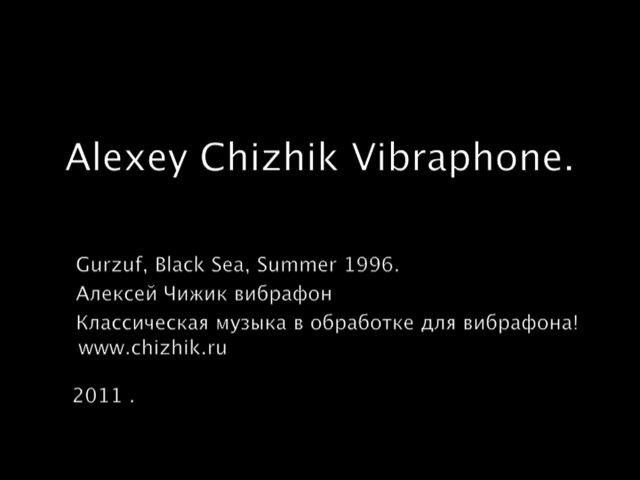 Alexey Chizhik Vibraphone.
Gurzuf, Black Sea, Summer 1996.
Алексей Чижик вибрафон
Классическая музыка в обработке для вибрафона!
www.chizhik.ru
2011 .